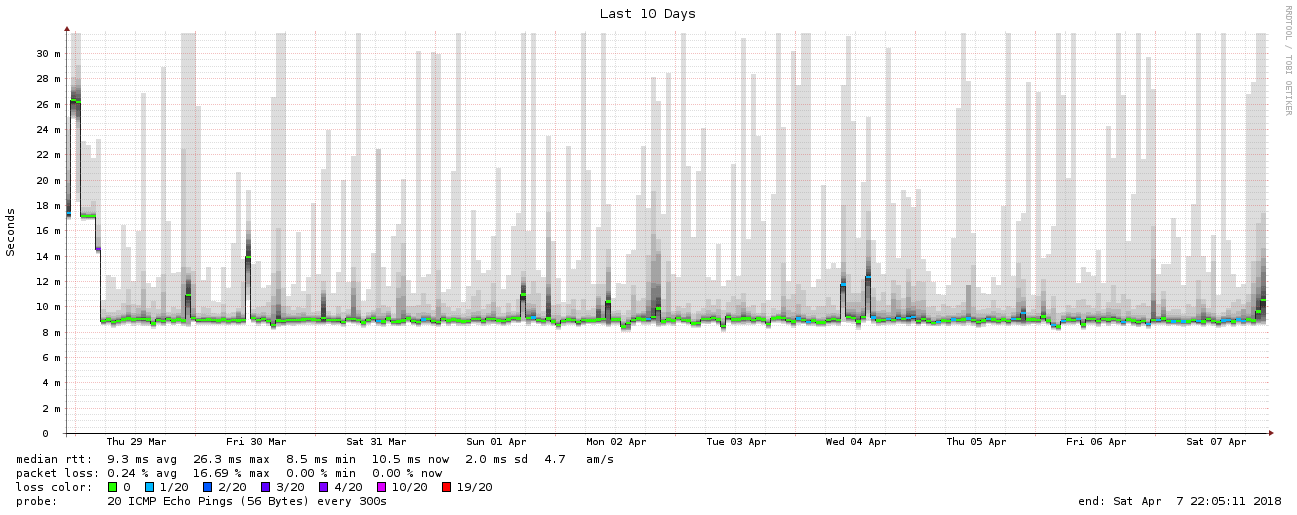 Last 10 Days
RRDTOOL / TOBI OETIKER
Seconds
30 m
28 m
26 m
24 m
22 m
20 m
18 m
16 m
14 m
12 m
10 m
8 m
6 m
4 m
2 m
0
Thu 29 Mar Fri 30 Mar Sat 31 Mar Sun 01 Apr Mon 02 Apr Tue 03 Apr Wed 04 Apr Thu 05 Apr Fri 06 Apr Sat 07 Apr
median rtt: 9.3 ms avg 26.3 ms max 8.5 ms min 10.5 ms now 2.0 ms sd 4.7 am/s
packet loss: 0.24 % avg 16.69 % max 0.00 % min 0.00 % now
loss color: 0 1/20 2/20 3/20 4/20 10/20 19/20
probe: 20 ICMP Echo Pings (56 Bytes) every 300s end: Sat Apr 7 22:05:11 2018